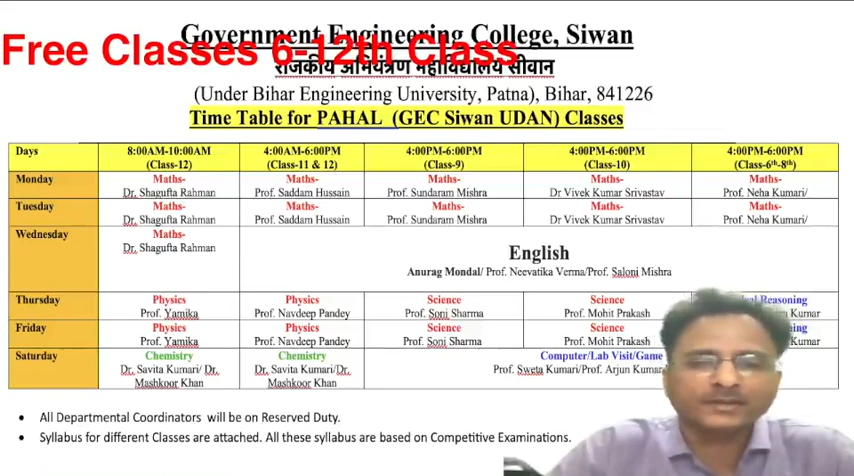 Government Engineering College, Siwan
Free Classes 6-12th Class
राजकीय अभियंत्रण महाविद्यालय सीवान
(Under Bihar Engineering University, Patna), Bihar, 841226
Time Table for PAHAL (GEC Siwan UDAN) Classes
Days 8:00AM-10:00AM (Class-12) 4:00AM-6:00PM (Class-11 & 12) 4:00PM-6:00PM (Class-9) 4:00PM-6:00PM (Class-10) 4:00PM-6:00PM (Class-6th-8th)
Monday Maths- Maths- Maths- Maths- Maths-
Dr. Shagufta Rahman Prof. Saddam Hussain Prof. Sundaram Mishra Dr Vivek Kumar Srivastav Prof. Neha Kumari/
Tuesday Maths- Maths- Maths- Maths- Maths-
Dr. Shagufta Rahman Prof. Saddam Hussain Prof. Sundaram Mishra Dr Vivek Kumar Srivastav Prof. Neha Kumari/
Wednesday Maths-
Dr. Shagufta Rahman
English
Anurag Mondal/ Prof. Neevatika Verma/Prof. Saloni Mishra
Thursday Physics Physics Science Science Reasoning
Prof. Yamika Prof. Navdeep Pandey Prof. Soni Sharma Prof. Mohit Prakash Kumar
Friday Physics Physics Science Science
Prof. Yamika Prof. Navdeep Pandey Prof. Soni Sharma Prof. Mohit Prakash Kumar
Saturday Chemistry Chemistry Computer/Lab Visit/Game
Dr. Savita Kumari/ Dr. Mashkoor Khan Dr. Savita Kumari/Dr. Mashkoor Khan Prof. Sweta Kumari/Prof. Arjun Kumar
• All Departmental Coordinators will be on Reserved Duty.
• Syllabus for different Classes are attached. All these syllabus are based on Competitive Examinations.